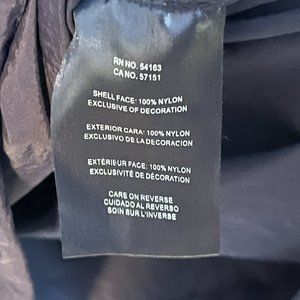 RN NO. 54163
CA NO. 57151
SHELL FACE: 100% NYLON
EXCLUSIVE OF DECORATION
EXTERIOR CARA: 100% NYLON
EXCLUSIVO DE LA DECORACION
EXTÉRIEUR FACE: 100% NYLON
EXCLUSIVITÉ DE DÉCORATION
CARE ON REVERSE
CUIDADO AL REVERSO
SOIN SUR L'INVERSE